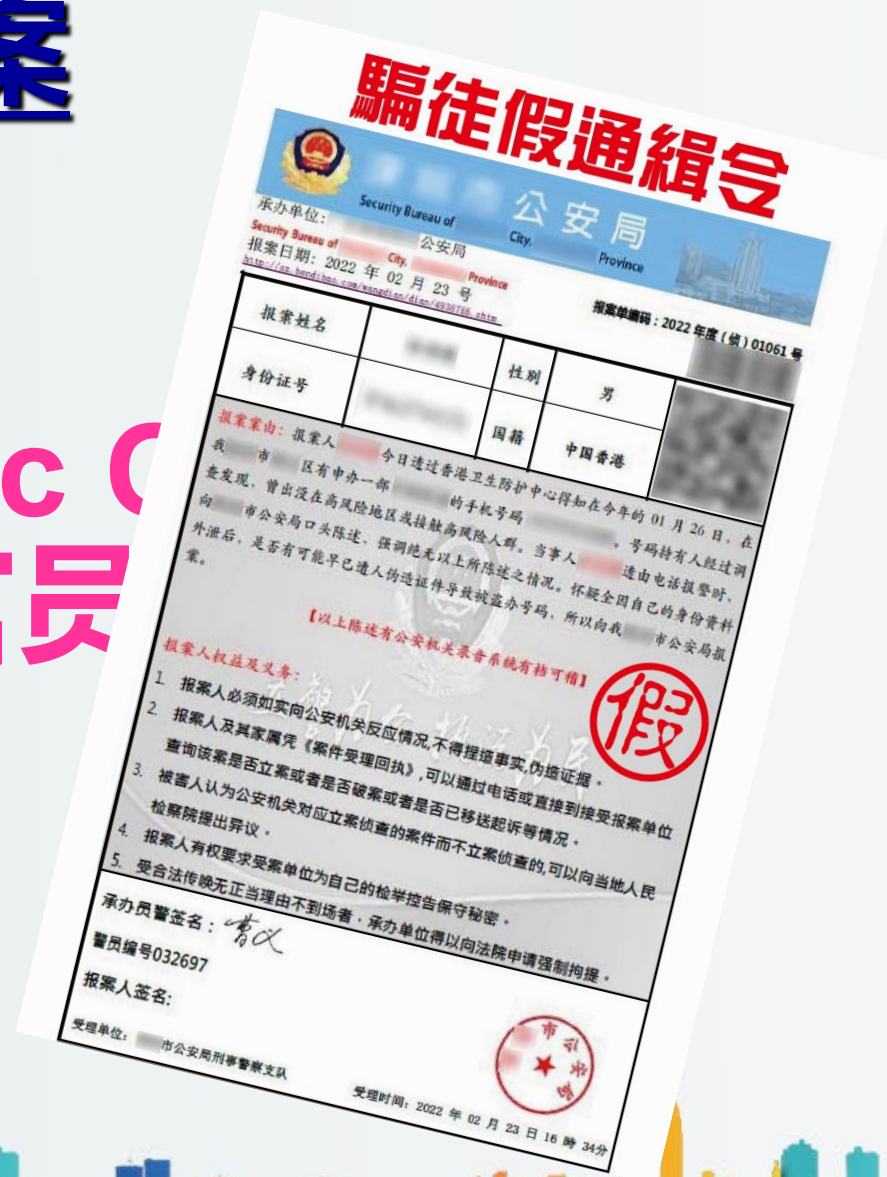 案
c C
官员
騙徒假通緝令
公安局
Security Bureau of City, Province
承办单位: 公安局
Security Bureau of City, Province
报案日期: 2022 年 02 月 23 号
报案单编码:2022 年度(侦)01061 号
报案姓名 性别 男
身份证号 国籍 中国香港
报案案由: 报案人 今日透过香港卫生防护中心得知在今年的 01 月 26 日, 在
我 市 区有申办一部 的手机号码 。号码持有人经过调
查发现, 曾出没在高风险地区或接触高风险人群。当事人 透由电话报警时,
向 市公安局口头陈述, 强调绝无以上所陈述之情况。怀疑全因自己的身份资料
外泄后, 是否有可能早已遭人伪造证件导致被盗办号码, 所以向我 市公安局报
案。
【以上陈述有公安机关录音系统有档可稽】
报案人权益及义务:
假
1. 报案人必须如实向公安机关反应情况,不得捏造事实,伪造证据。
2. 报案人及其家属凭《案件受理回执》,可以通过电话或直接到接受报案单位
查询该案是否立案或者是否破案或者是否已移送起诉等情况。
3. 被害人认为公安机关对应立案侦查的案件而不立案侦查的,可以向当地人民
检察院提出异议。
4. 报案人有权要求受案单位为自己的检举控告保守秘密。
5. 受合法传唤无正当理由不到场者,承办单位得以向法院申请强制拘提。
承办员警签名:
警员编号032697
报案人签名:
市公安局
受理单位: 市公安局刑事警察支队
受理时间: 2022 年 02 月 23 日 16 時 34分